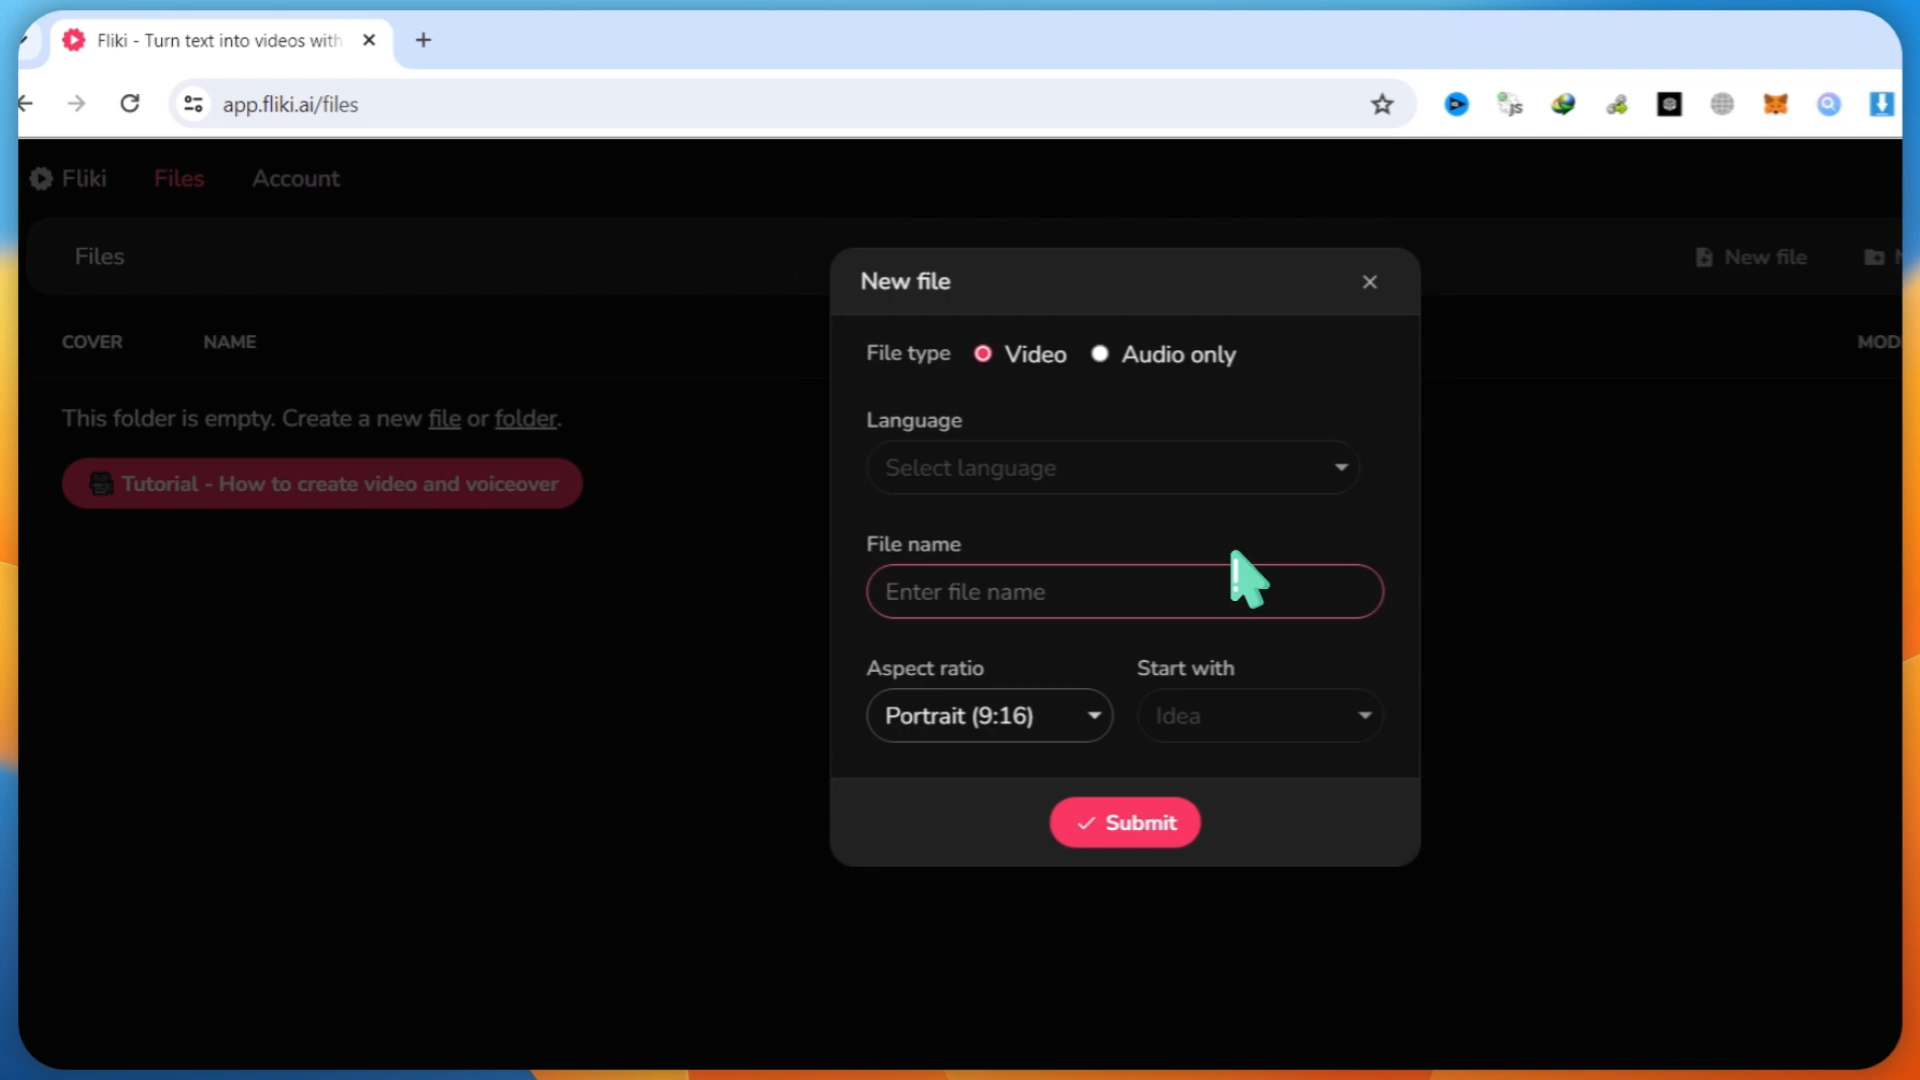 Fliki - Turn text into videos with
app.fliki.ai/files
JS
Fliki Files Account
Files
New file
COVER NAME
This folder is empty. Create a new file or folder.
Tutorial - How to create video and voiceover
New file
File type Video Audio only
Language
Select language
File name
Enter file name
Aspect ratio Start with
Portrait (9:16) Idea
Submit